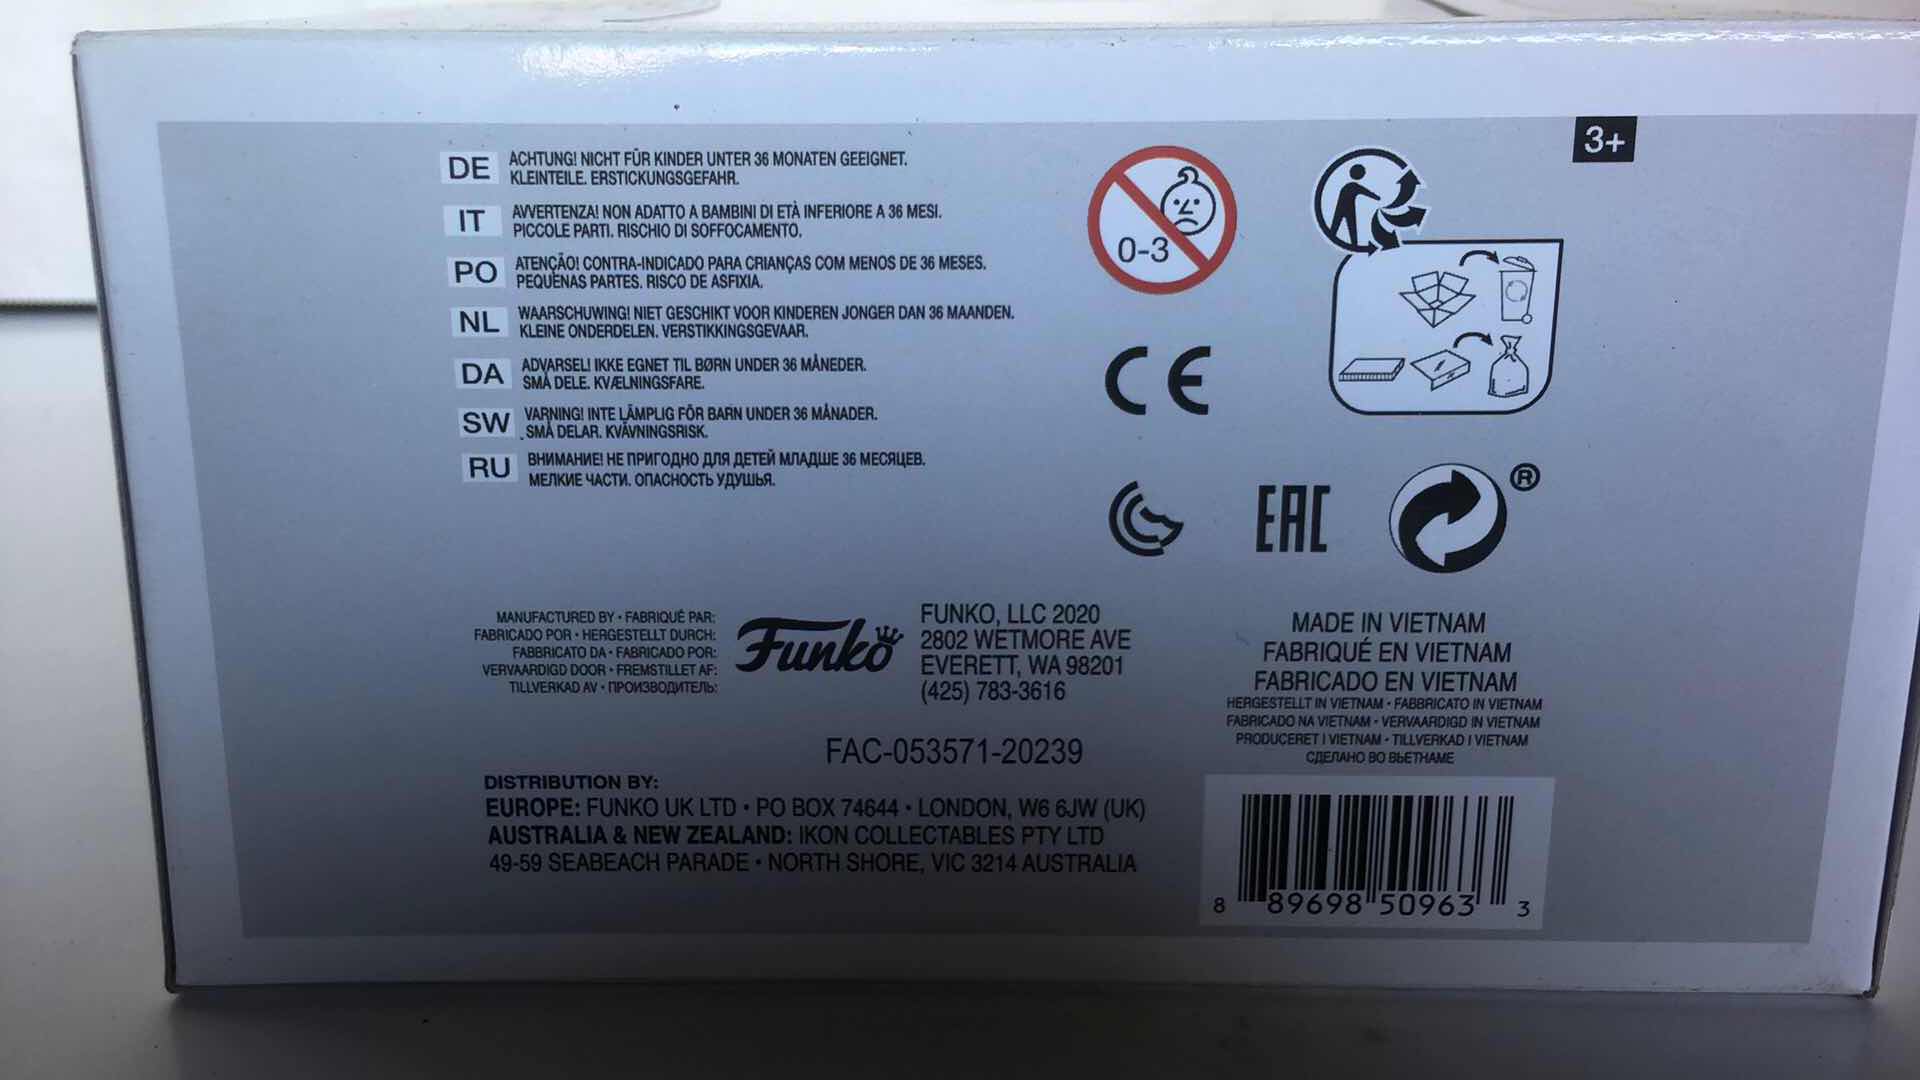 DE ACHTUNG! NICHT FÜR KINDER UNTER 36 MONATEN GEEIGNET.
KLEINTEILE. ERSTICKUNGSGEFAHR.
IT AVVERTENZA! NON ADATTO A BAMBINI DI ETÀ INFERIORE A 36 MESI.
PICCOLE PARTI. RISCHIO DI SOFFOCAMENTO.
PO ATENÇÃO! CONTRA-INDICADO PARA CRIANÇAS COM MENOS DE 36 MESES.
PEQUENAS PARTES. RISCO DE ASFIXIA.
NL WAARSCHUWING! NIET GESCHIKT VOOR KINDEREN JONGER DAN 36 MAANDEN.
KLEINE ONDERDELEN. VERSTIKKINGSGEVAAR.
DA ADVARSEL! IKKE EGNET TIL BØRN UNDER 36 MÅNEDER.
SMÅ DELE. KVÆLNINGSFARE.
SW VARNING! INTE LÄMPLIG FÖR BARN UNDER 36 MÅNADER.
SMÅ DELAR. KVÄVNINGSRISK.
RU ВНИМАНИЕ! НЕ ПРИГОДНО ДЛЯ ДЕТЕЙ МЛАДШЕ 36 МЕСЯЦЕВ.
МЕЛКИЕ ЧАСТИ. ОПАСНОСТЬ УДУШЬЯ.
0-3
3+
CE
EAC
®
MANUFACTURED BY • FABRIQUÉ PAR:
FABRICADO POR • HERGESTELLT DURCH:
FABBRICATO DA • FABRICADO POR:
VERVAARDIGD DOOR • FREMSTILLET AF:
TILLVERKAD AV • ПРОИЗВОДИТЕЛЬ:
Funko
FUNKO, LLC 2020
2802 WETMORE AVE
EVERETT, WA 98201
(425) 783-3616
MADE IN VIETNAM
FABRIQUÉ EN VIETNAM
FABRICADO EN VIETNAM
HERGESTELLT IN VIETNAM • FABBRICATO IN VIETNAM
FABRICADO NA VIETNAM • VERVAARDIGD IN VIETNAM
PRODUCERET I VIETNAM • TILLVERKAD I VIETNAM
СДЕЛАНО ВО ВЬЕТНАМЕ
FAC-053571-20239
DISTRIBUTION BY:
EUROPE: FUNKO UK LTD • PO BOX 74644 • LONDON, W6 6JW (UK)
AUSTRALIA & NEW ZEALAND: IKON COLLECTABLES PTY LTD
49-59 SEABEACH PARADE • NORTH SHORE, VIC 3214 AUSTRALIA
8 89698 50963 3